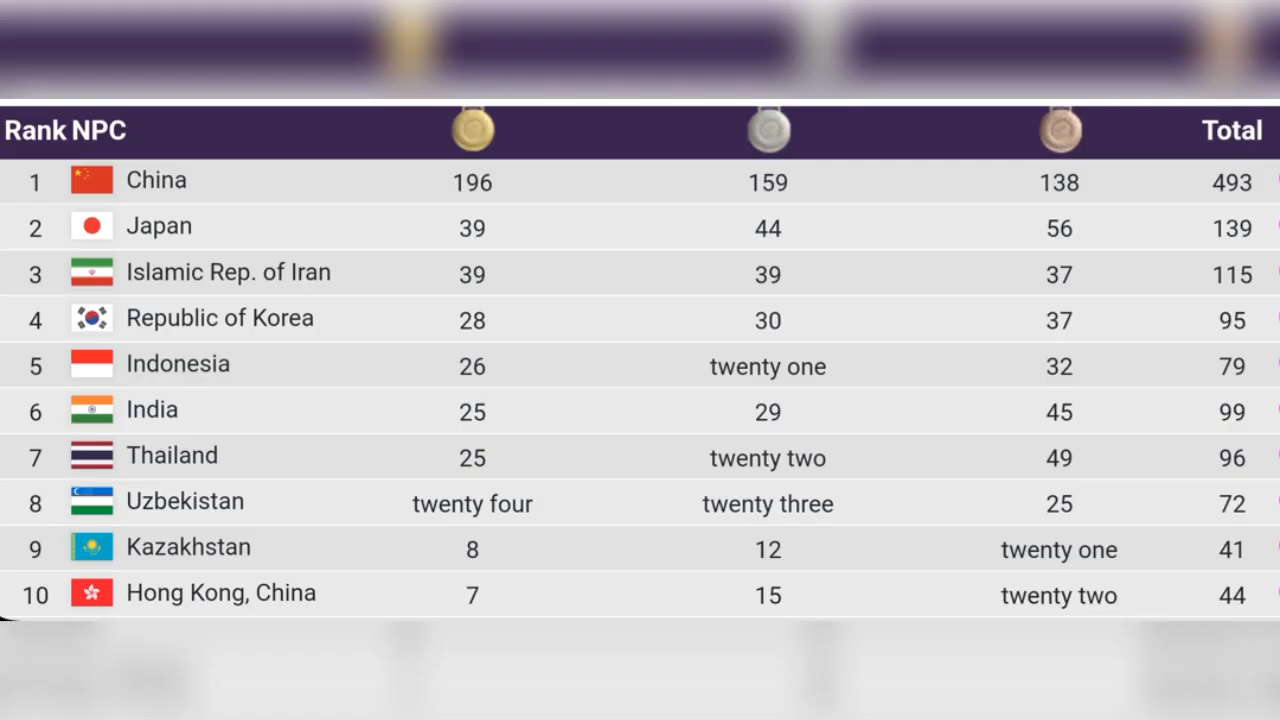 Rank NPC Total
1 China 196 159 138 493
2 Japan 39 44 56 139
3 Islamic Rep. of Iran 39 39 37 115
4 Republic of Korea 28 30 37 95
5 Indonesia 26 twenty one 32 79
6 India 25 29 45 99
7 Thailand 25 twenty two 49 96
8 Uzbekistan twenty four twenty three 25 72
9 Kazakhstan 8 12 twenty one 41
10 Hong Kong, China 7 15 twenty two 44